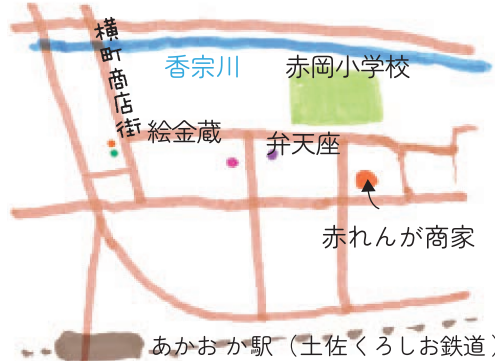 横町商店街
香宗川
赤岡小学校
絵金蔵
弁天座
赤れんが商家
あかおか駅（土佐くろしお鉄道）